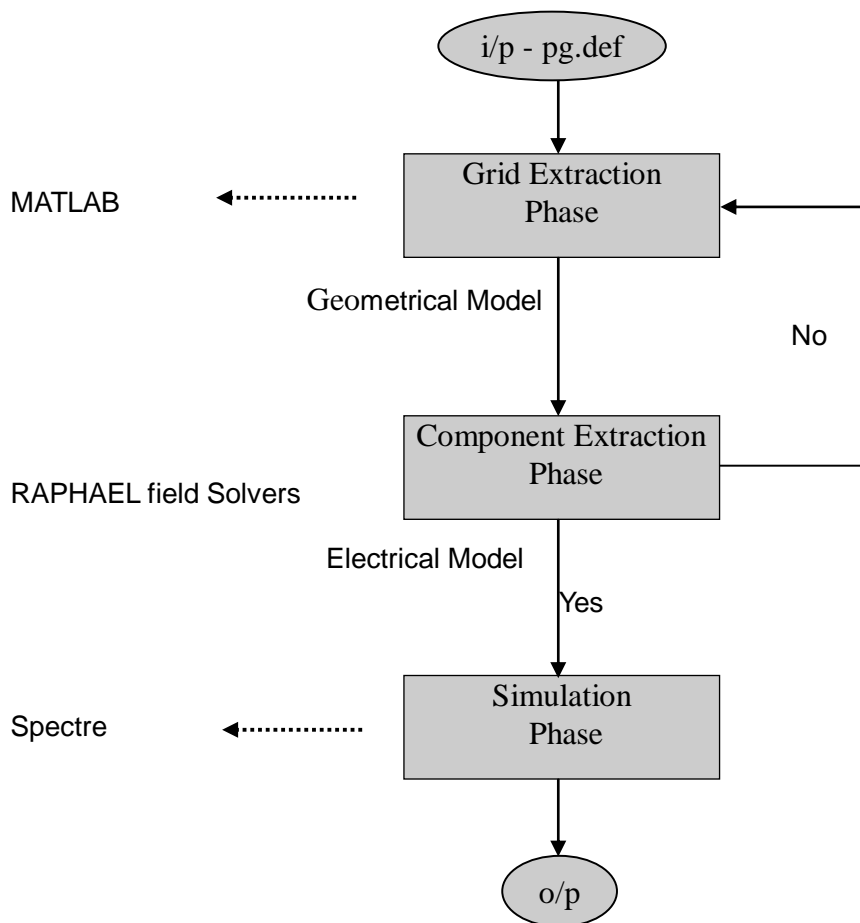 i/p - pg.def
Grid Extraction
Phase
MATLAB
Geometrical Model
No
Component Extraction
Phase
RAPHAEL field Solvers
Electrical Model
Yes
Simulation
Phase
Spectre
o/p